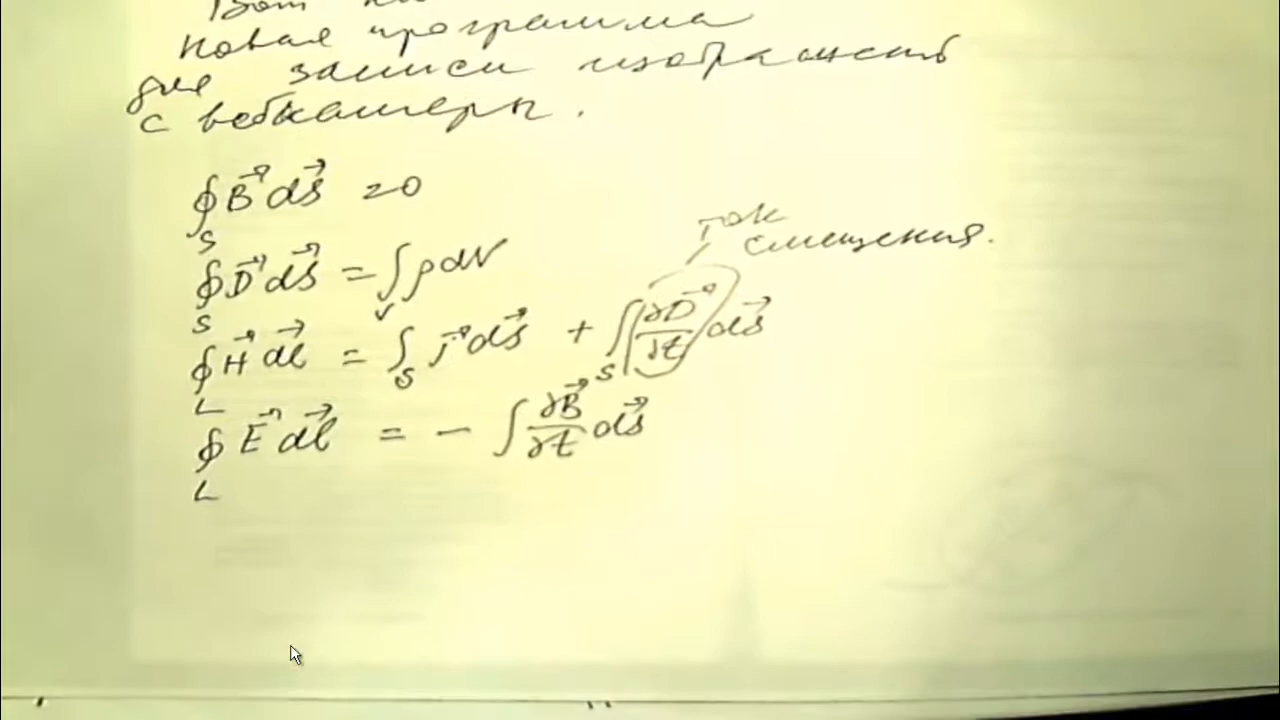 Вот
новая программа
для записи изображений
с вебкамеры.
∮_S B⃗ dS⃗ = 0
ток
смещения.
∮_S D⃗ dS⃗ = ∫_V ρ dV
∮_L H⃗ dl⃗ = ∫_S j⃗ dS⃗ + ∫_S ∂D⃗/∂t dS⃗
∮_L E⃗ dl⃗ = - ∫ ∂B⃗/∂t dS⃗